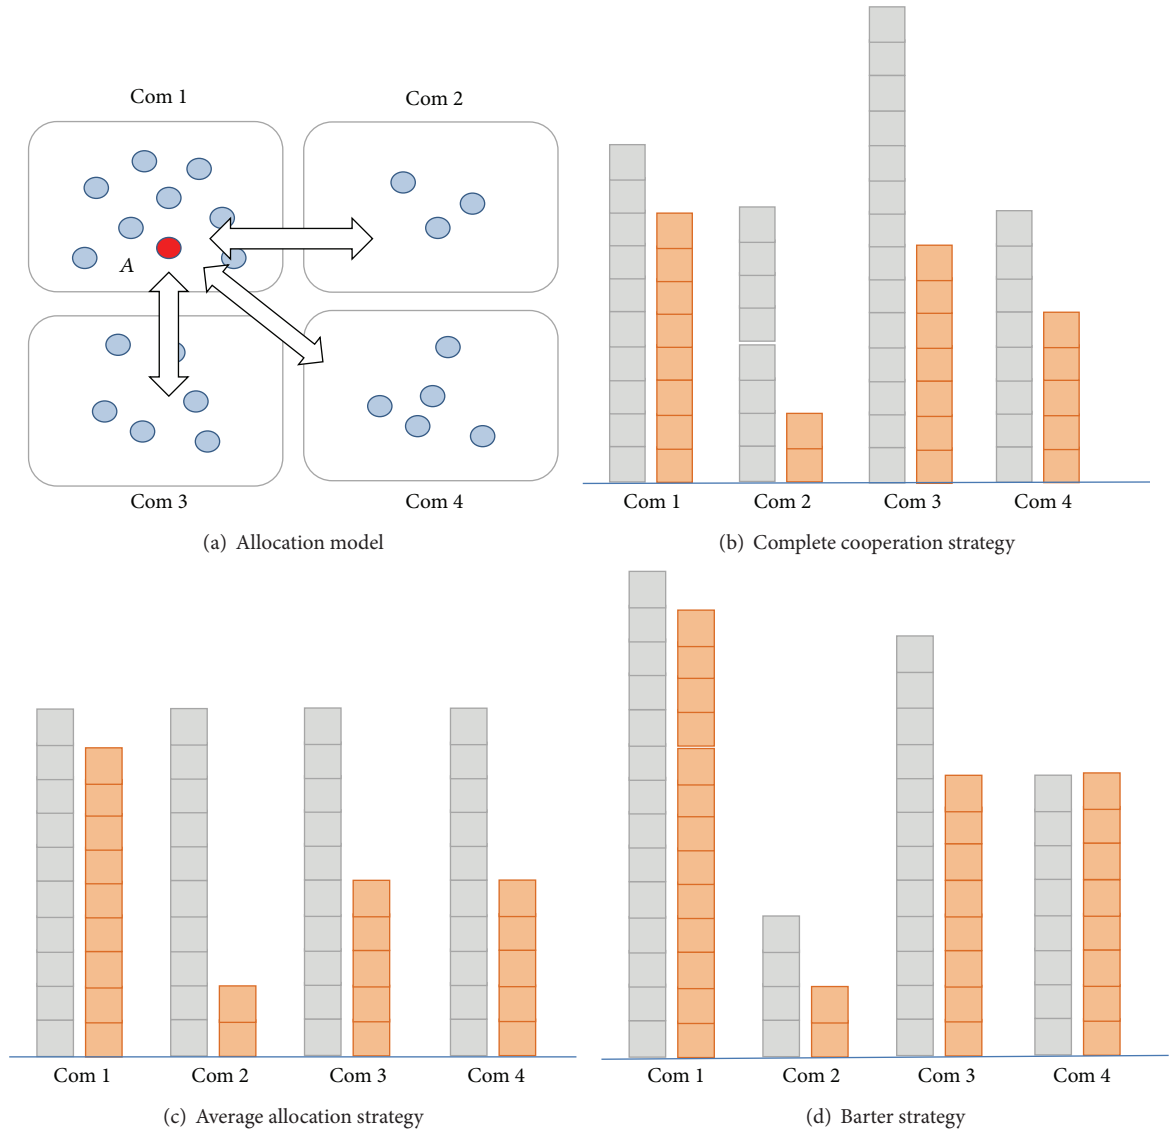 Com 1
Com 2
A
Com 3
Com 4
(a) Allocation model
Com 1
Com 2
Com 3
Com 4
(b) Complete cooperation strategy
Com 1
Com 2
Com 3
Com 4
(c) Average allocation strategy
Com 1
Com 2
Com 3
Com 4
(d) Barter strategy